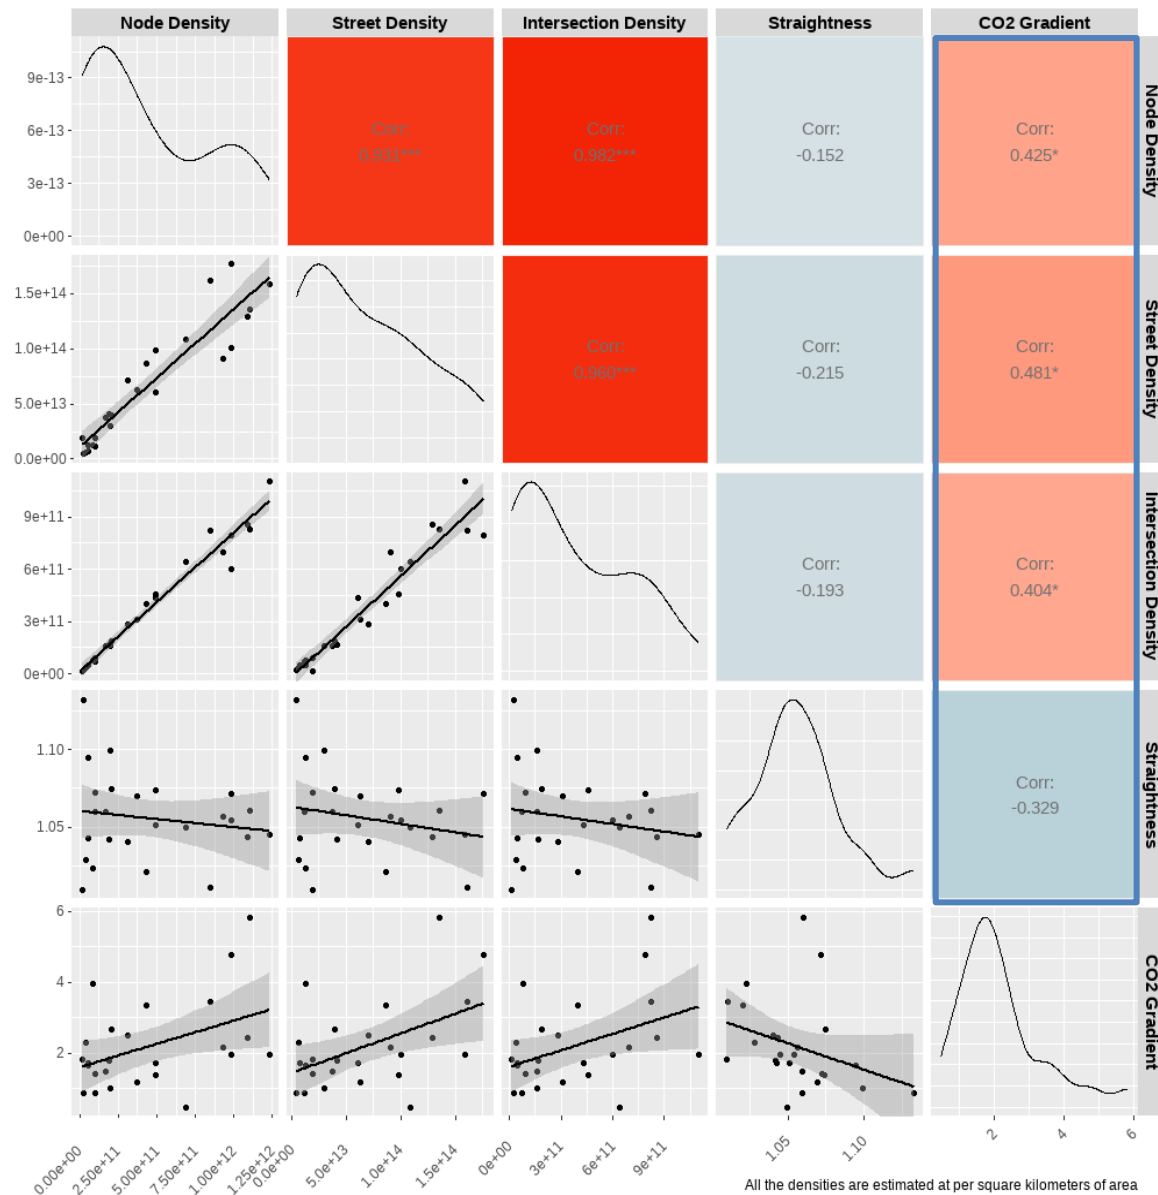 Node Density
Street Density
Intersection Density
Straightness
CO2 Gradient
9e-13
6e-13
3e-13
0e+00
Corr:
0.931***
Corr:
0.982***
Corr:
-0.152
Corr:
0.425*
Node Density
1.5e+14
1.0e+14
5.0e+13
0.0e+00
Corr:
0.960***
Corr:
-0.215
Corr:
0.481*
Street Density
9e+11
6e+11
3e+11
0e+00
Corr:
-0.193
Corr:
0.404*
Intersection Density
1.10
1.05
Corr:
-0.329
Straightness
6
4
2
CO2 Gradient
0.00e+00
2.50e+11
5.00e+11
7.50e+11
1.00e+12
1.25e+12
0.0e+00
5.0e+13
1.0e+14
1.5e+14
0e+00
3e+11
6e+11
9e+11
1.05
1.10
2
4
6
All the densities are estimated at per square kilometers of area